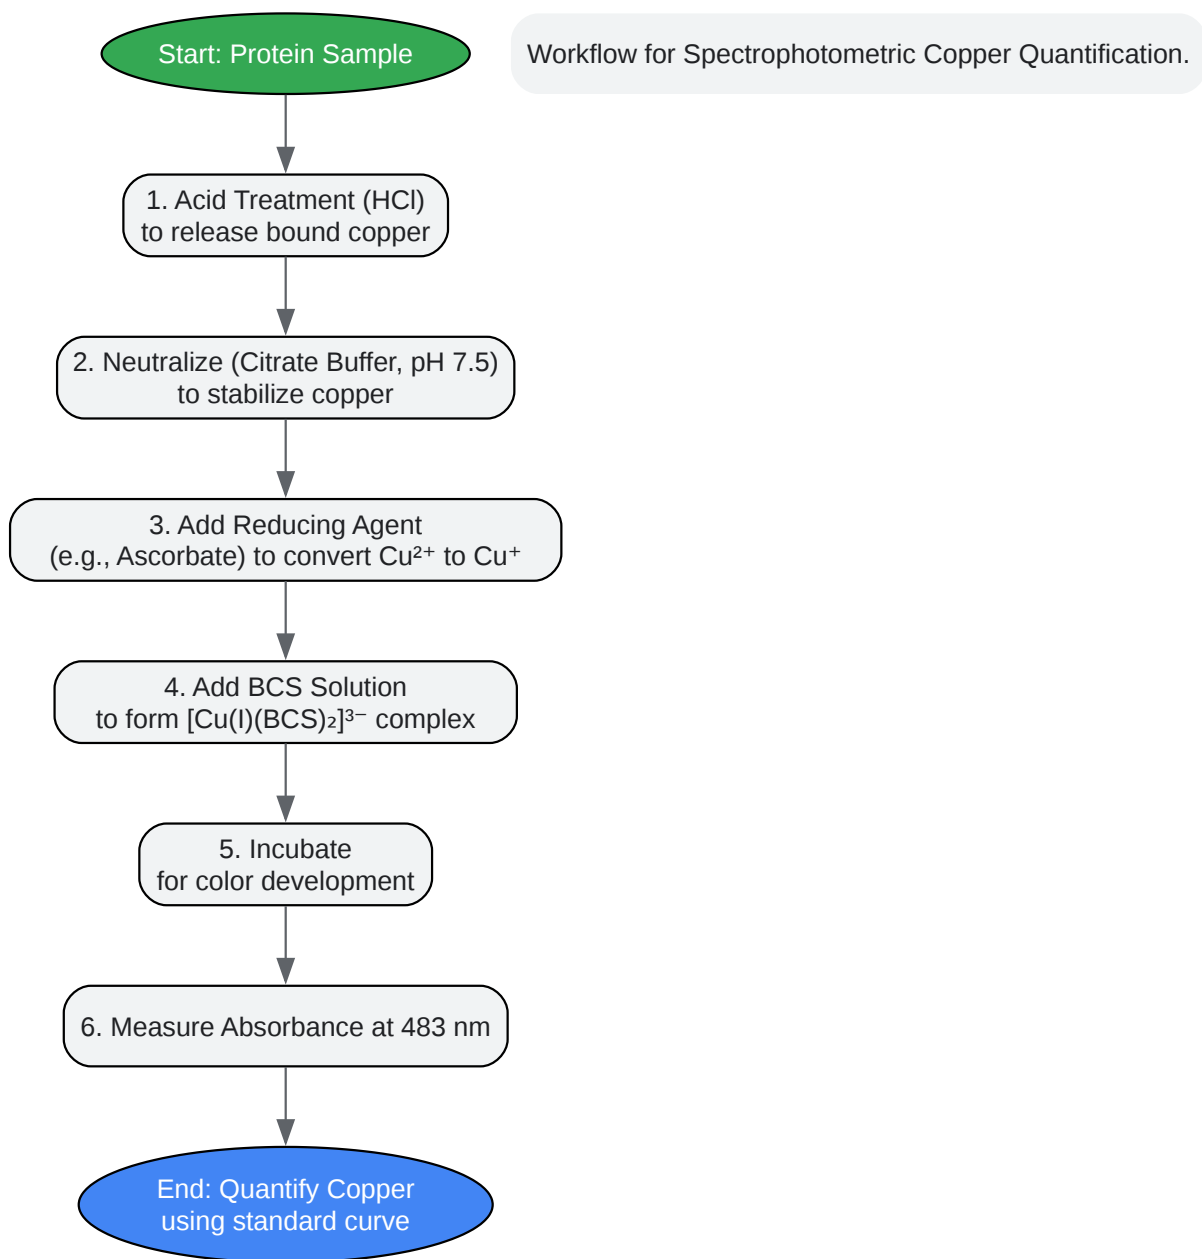 Start: Protein Sample
Workflow for Spectrophotometric Copper Quantification.
1. Acid Treatment (HCl)
to release bound copper
2. Neutralize (Citrate Buffer, pH 7.5)
to stabilize copper
3. Add Reducing Agent
(e.g., Ascorbate) to convert Cu²⁺ to Cu⁺
4. Add BCS Solution
to form [Cu(I)(BCS)₂]³⁻ complex
5. Incubate
for color development
6. Measure Absorbance at 483 nm
End: Quantify Copper
using standard curve